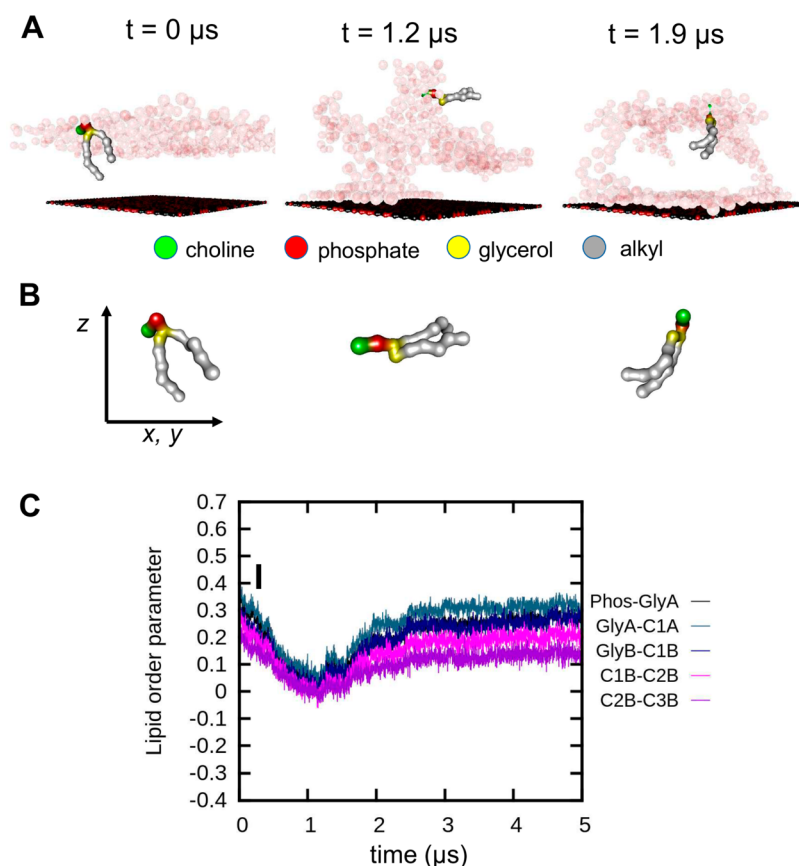 A
t = 0 µs
t = 1.2 µs
t = 1.9 µs
choline
phosphate
glycerol
alkyl
B
z
x, y
C
Lipid order parameter
0.7
0.6
0.5
0.4
0.3
0.2
0.1
0
-0.1
-0.2
-0.3
-0.4
0 1 2 3 4 5
time (µs)
Phos-GlyA
GlyA-C1A
GlyB-C1B
C1B-C2B
C2B-C3B